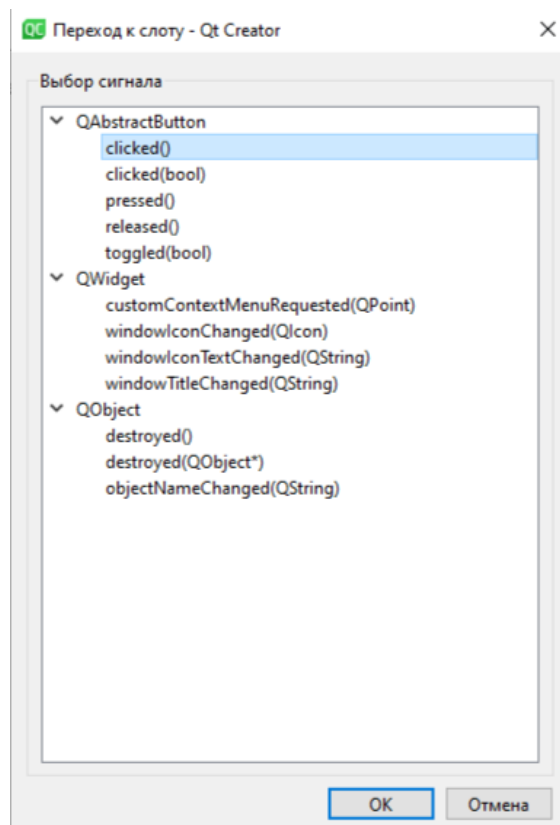 QC Переход к слоту - Qt Creator
Выбор сигнала
QAbstractButton
clicked()
clicked(bool)
pressed()
released()
toggled(bool)
QWidget
customContextMenuRequested(QPoint)
windowIconChanged(QIcon)
windowIconTextChanged(QString)
windowTitleChanged(QString)
QObject
destroyed()
destroyed(QObject*)
objectNameChanged(QString)
OK Отмена